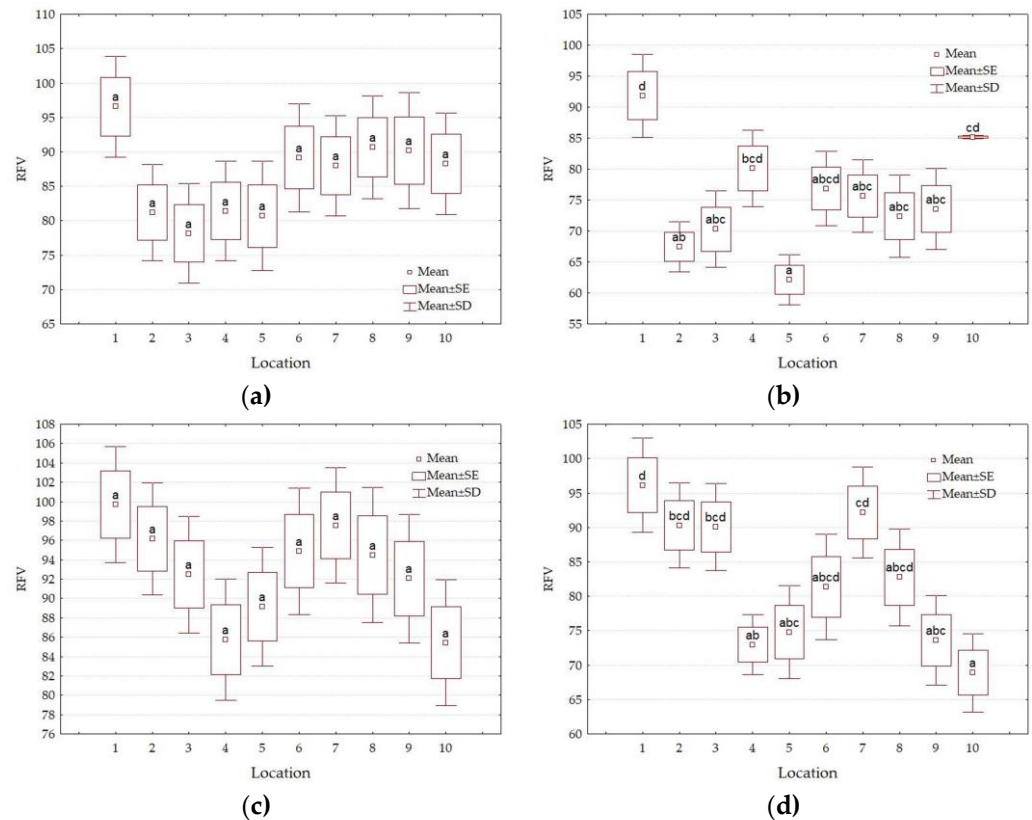 110
105
100
95
90
85
80
75
70
65
RFV
a a a a a a a a a a
Mean
Mean±SE
Mean±SD
1 2 3 4 5 6 7 8 9 10
Location
(a)
105
100
95
90
85
80
75
70
65
60
55
RFV
d ab abc bcd a abcd abc abc abc cd
Mean
Mean±SE
Mean±SD
1 2 3 4 5 6 7 8 9 10
Location
(b)
108
106
104
102
100
98
96
94
92
90
88
86
84
82
80
78
76
RFV
a a a a a a a a a a
Mean
Mean±SE
Mean±SD
1 2 3 4 5 6 7 8 9 10
Location
(c)
105
100
95
90
85
80
75
70
65
60
RFV
d bcd bcd ab abc abcd cd abcd abc a
Mean
Mean±SE
Mean±SD
1 2 3 4 5 6 7 8 9 10
Location
(d)